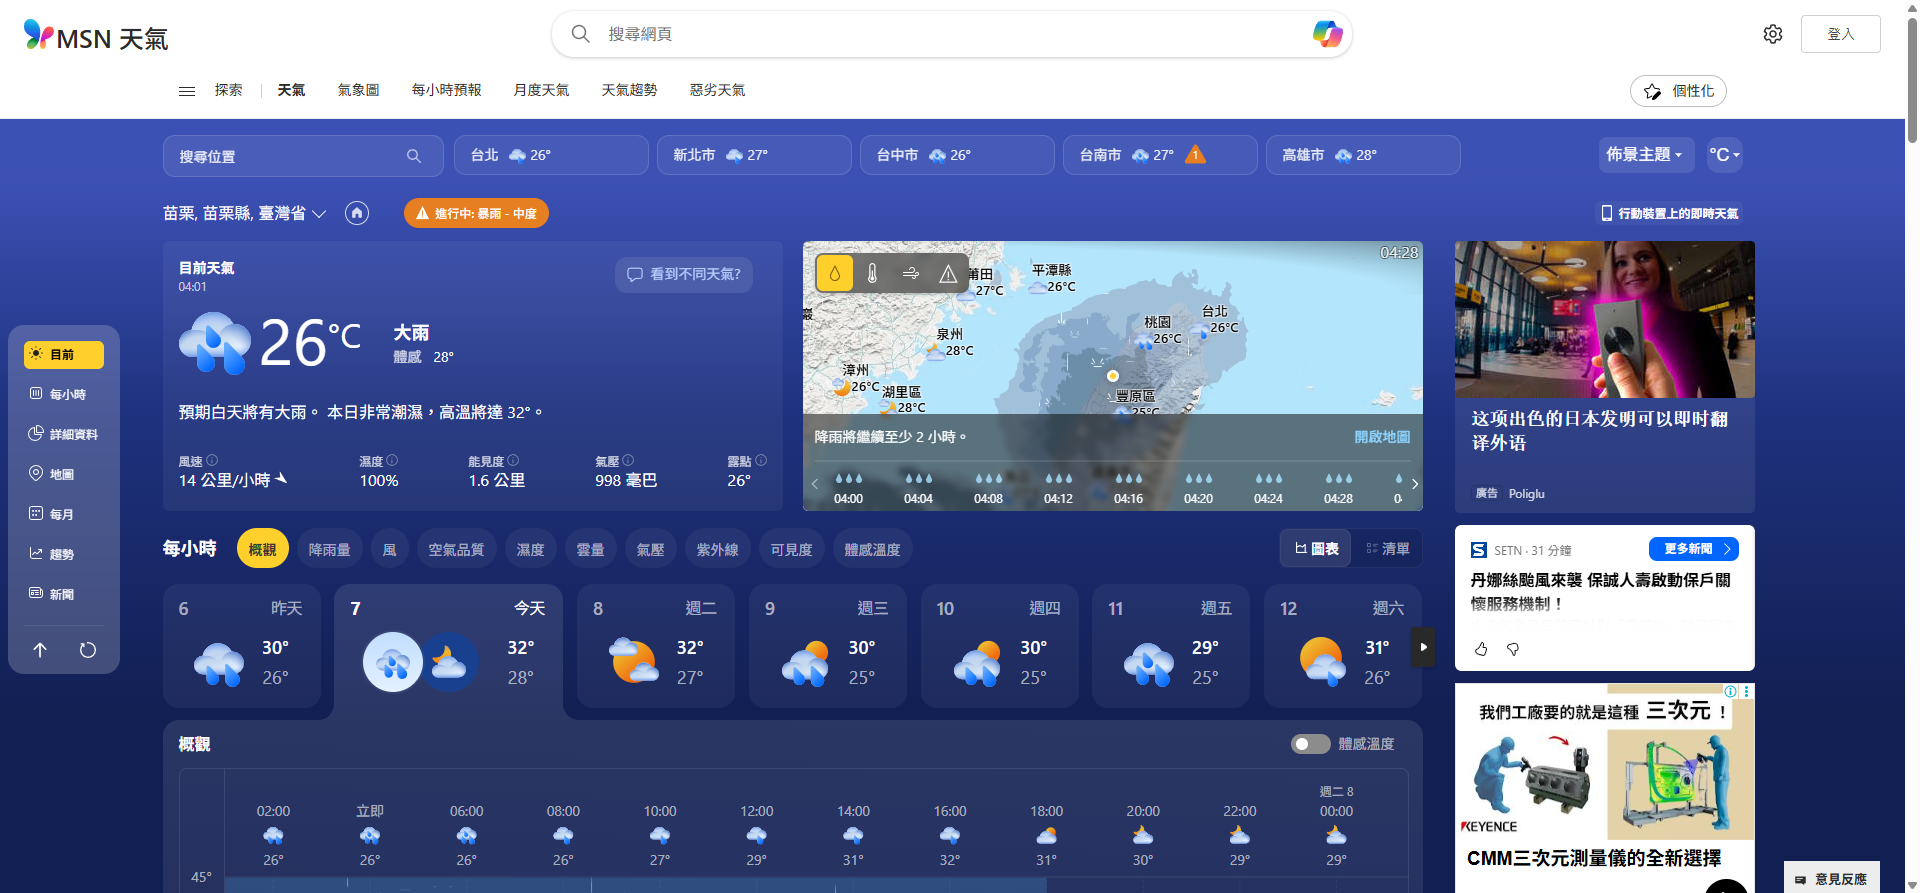 MSN 天氣
搜尋網頁
登入
探索
天氣
氣象圖
每小時預報
月度天氣
天氣趨勢
惡劣天氣
個性化
搜尋位置
台北 26°
新北市 27°
台中市 26°
台南市 27° 1
高雄市 28°
佈景主題
°C
苗栗, 苗栗縣, 臺灣省
進行中: 暴雨 - 中度
行動裝置上的即時天氣
目前
每小時
詳細資料
地圖
每月
趨勢
新聞
目前天氣
04:01
看到不同天氣?
26°C
大雨
體感 28°
預期白天將有大雨。 本日非常潮濕，高溫將達 32°。
風速
14 公里/小時
濕度
100%
能見度
1.6 公里
氣壓
998 毫巴
露點
26°
04:28
莆田
27°C
平潭縣
26°C
台北
26°C
桃園
26°C
泉州
28°C
漳州
26°C
湖里區
28°C
豐原區
25°C
降雨將繼續至少 2 小時。
開啟地圖
04:00
04:04
04:08
04:12
04:16
04:20
04:24
04:28
这项出色的日本发明可以即时翻
译外语
廣告 Poliglu
每小時
概觀
降雨量
風
空氣品質
濕度
雲量
氣壓
紫外線
可見度
體感溫度
圖表
清單
6 昨天
30°
26°
7 今天
32°
28°
8 週二
32°
27°
9 週三
30°
25°
10 週四
30°
25°
11 週五
29°
25°
12 週六
31°
26°
SETN · 31 分鐘
更多新聞
丹娜絲颱風來襲 保誠人壽啟動保戶關
懷服務機制！
概觀
體感溫度
週二 8
02:00 立即 06:00 08:00 10:00 12:00 14:00 16:00 18:00 20:00 22:00 00:00
26° 26° 26° 26° 27° 29° 31° 32° 31° 30° 29° 29°
45°
我們工廠要的就是這種 三次元 !
KEYENCE
CMM三次元測量儀的全新選擇
意見反應